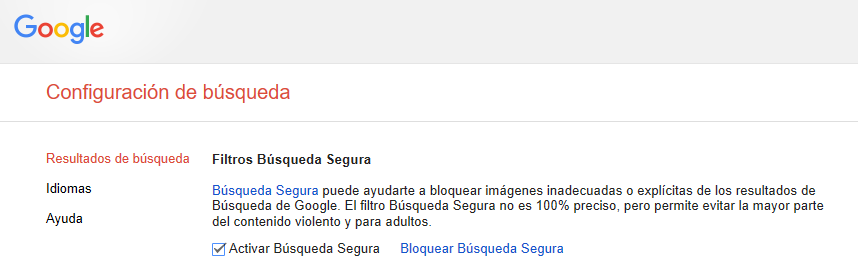 Google
Configuración de búsqueda
Resultados de búsqueda
Idiomas
Ayuda
Filtros Búsqueda Segura
Búsqueda Segura puede ayudarte a bloquear imágenes inadecuadas o explícitas de los resultados de
Búsqueda de Google. El filtro Búsqueda Segura no es 100% preciso, pero permite evitar la mayor parte
del contenido violento y para adultos.
Activar Búsqueda Segura Bloquear Búsqueda Segura